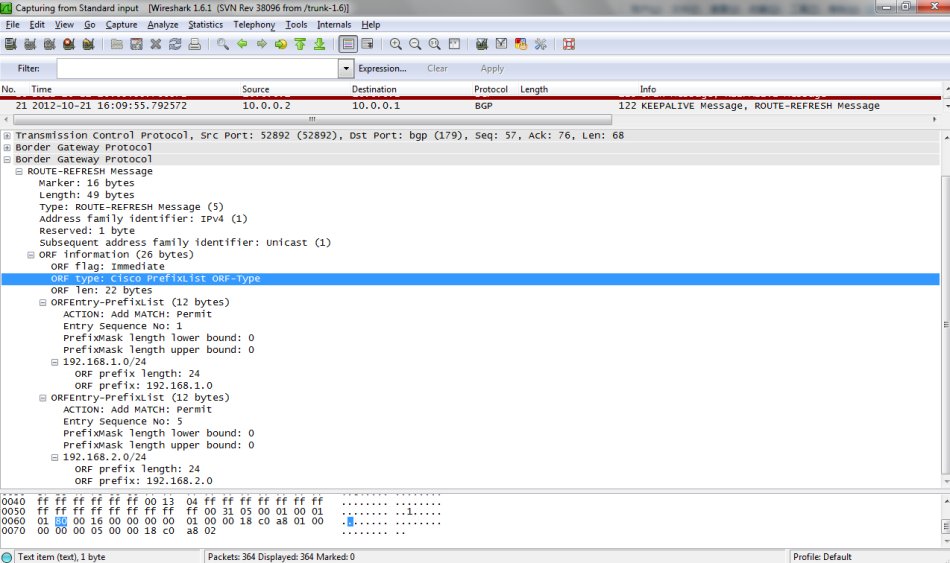 Capturing from Standard input [Wireshark 1.6.1 (SVN Rev 38096 from /trunk-1.6)]
File Edit View Go Capture Analyze Statistics Telephony Tools Internals Help
Filter: Expression... Clear Apply
No. Time Source Destination Protocol Length Info
21 2012-10-21 16:09:55.792572 10.0.0.2 10.0.0.1 BGP 122 KEEPALIVE Message, ROUTE-REFRESH Message
Transmission Control Protocol, Src Port: 52892 (52892), Dst Port: bgp (179), Seq: 57, Ack: 76, Len: 68
Border Gateway Protocol
Border Gateway Protocol
ROUTE-REFRESH Message
Marker: 16 bytes
Length: 49 bytes
Type: ROUTE-REFRESH Message (5)
Address family identifier: IPv4 (1)
Reserved: 1 byte
Subsequent address family identifier: Unicast (1)
ORF information (26 bytes)
ORF flag: Immediate
ORF type: Cisco PrefixList ORF-Type
ORF len: 22 bytes
ORFEntry-PrefixList (12 bytes)
ACTION: Add MATCH: Permit
Entry Sequence No: 1
PrefixMask length lower bound: 0
PrefixMask length upper bound: 0
192.168.1.0/24
ORF prefix length: 24
ORF prefix: 192.168.1.0
ORFEntry-PrefixList (12 bytes)
ACTION: Add MATCH: Permit
Entry Sequence No: 5
PrefixMask length lower bound: 0
PrefixMask length upper bound: 0
192.168.2.0/24
ORF prefix length: 24
ORF prefix: 192.168.2.0
0040 ff ff ff ff ff ff 00 13 04 ff ff ff ff ff ff ff ........ ........
0050 ff ff ff ff ff ff ff ff ff 00 31 05 00 01 00 01 ........ ..1.....
0060 01 80 00 16 00 00 00 00 01 00 00 18 c0 a8 01 00 ........ ........
0070 00 00 00 05 00 00 18 c0 a8 02 ........ ..
Text item (text), 1 byte Packets: 364 Displayed: 364 Marked: 0 Profile: Default